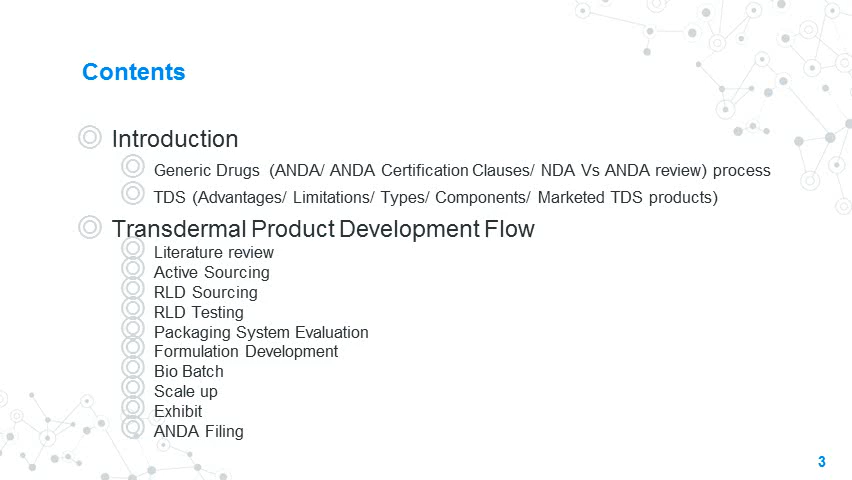 Contents
Introduction
Generic Drugs (ANDA/ ANDA Certification Clauses/ NDA Vs ANDA review) process
TDS (Advantages/ Limitations/ Types/ Components/ Marketed TDS products)
Transdermal Product Development Flow
Literature review
Active Sourcing
RLD Sourcing
RLD Testing
Packaging System Evaluation
Formulation Development
Bio Batch
Scale up
Exhibit
ANDA Filing
3